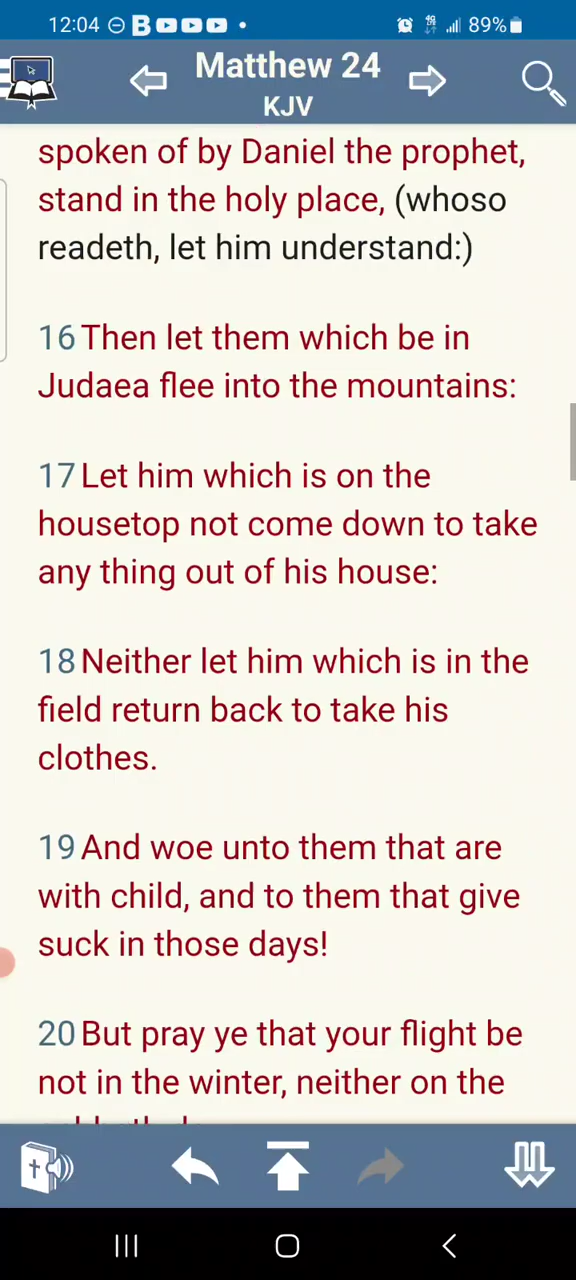 12:04 B 89%
Matthew 24
KJV
spoken of by Daniel the prophet,
stand in the holy place, (whoso
readeth, let him understand:)
16 Then let them which be in
Judaea flee into the mountains:
17 Let him which is on the
housetop not come down to take
any thing out of his house:
18 Neither let him which is in the
field return back to take his
clothes.
19 And woe unto them that are
with child, and to them that give
suck in those days!
20 But pray ye that your flight be
not in the winter, neither on the